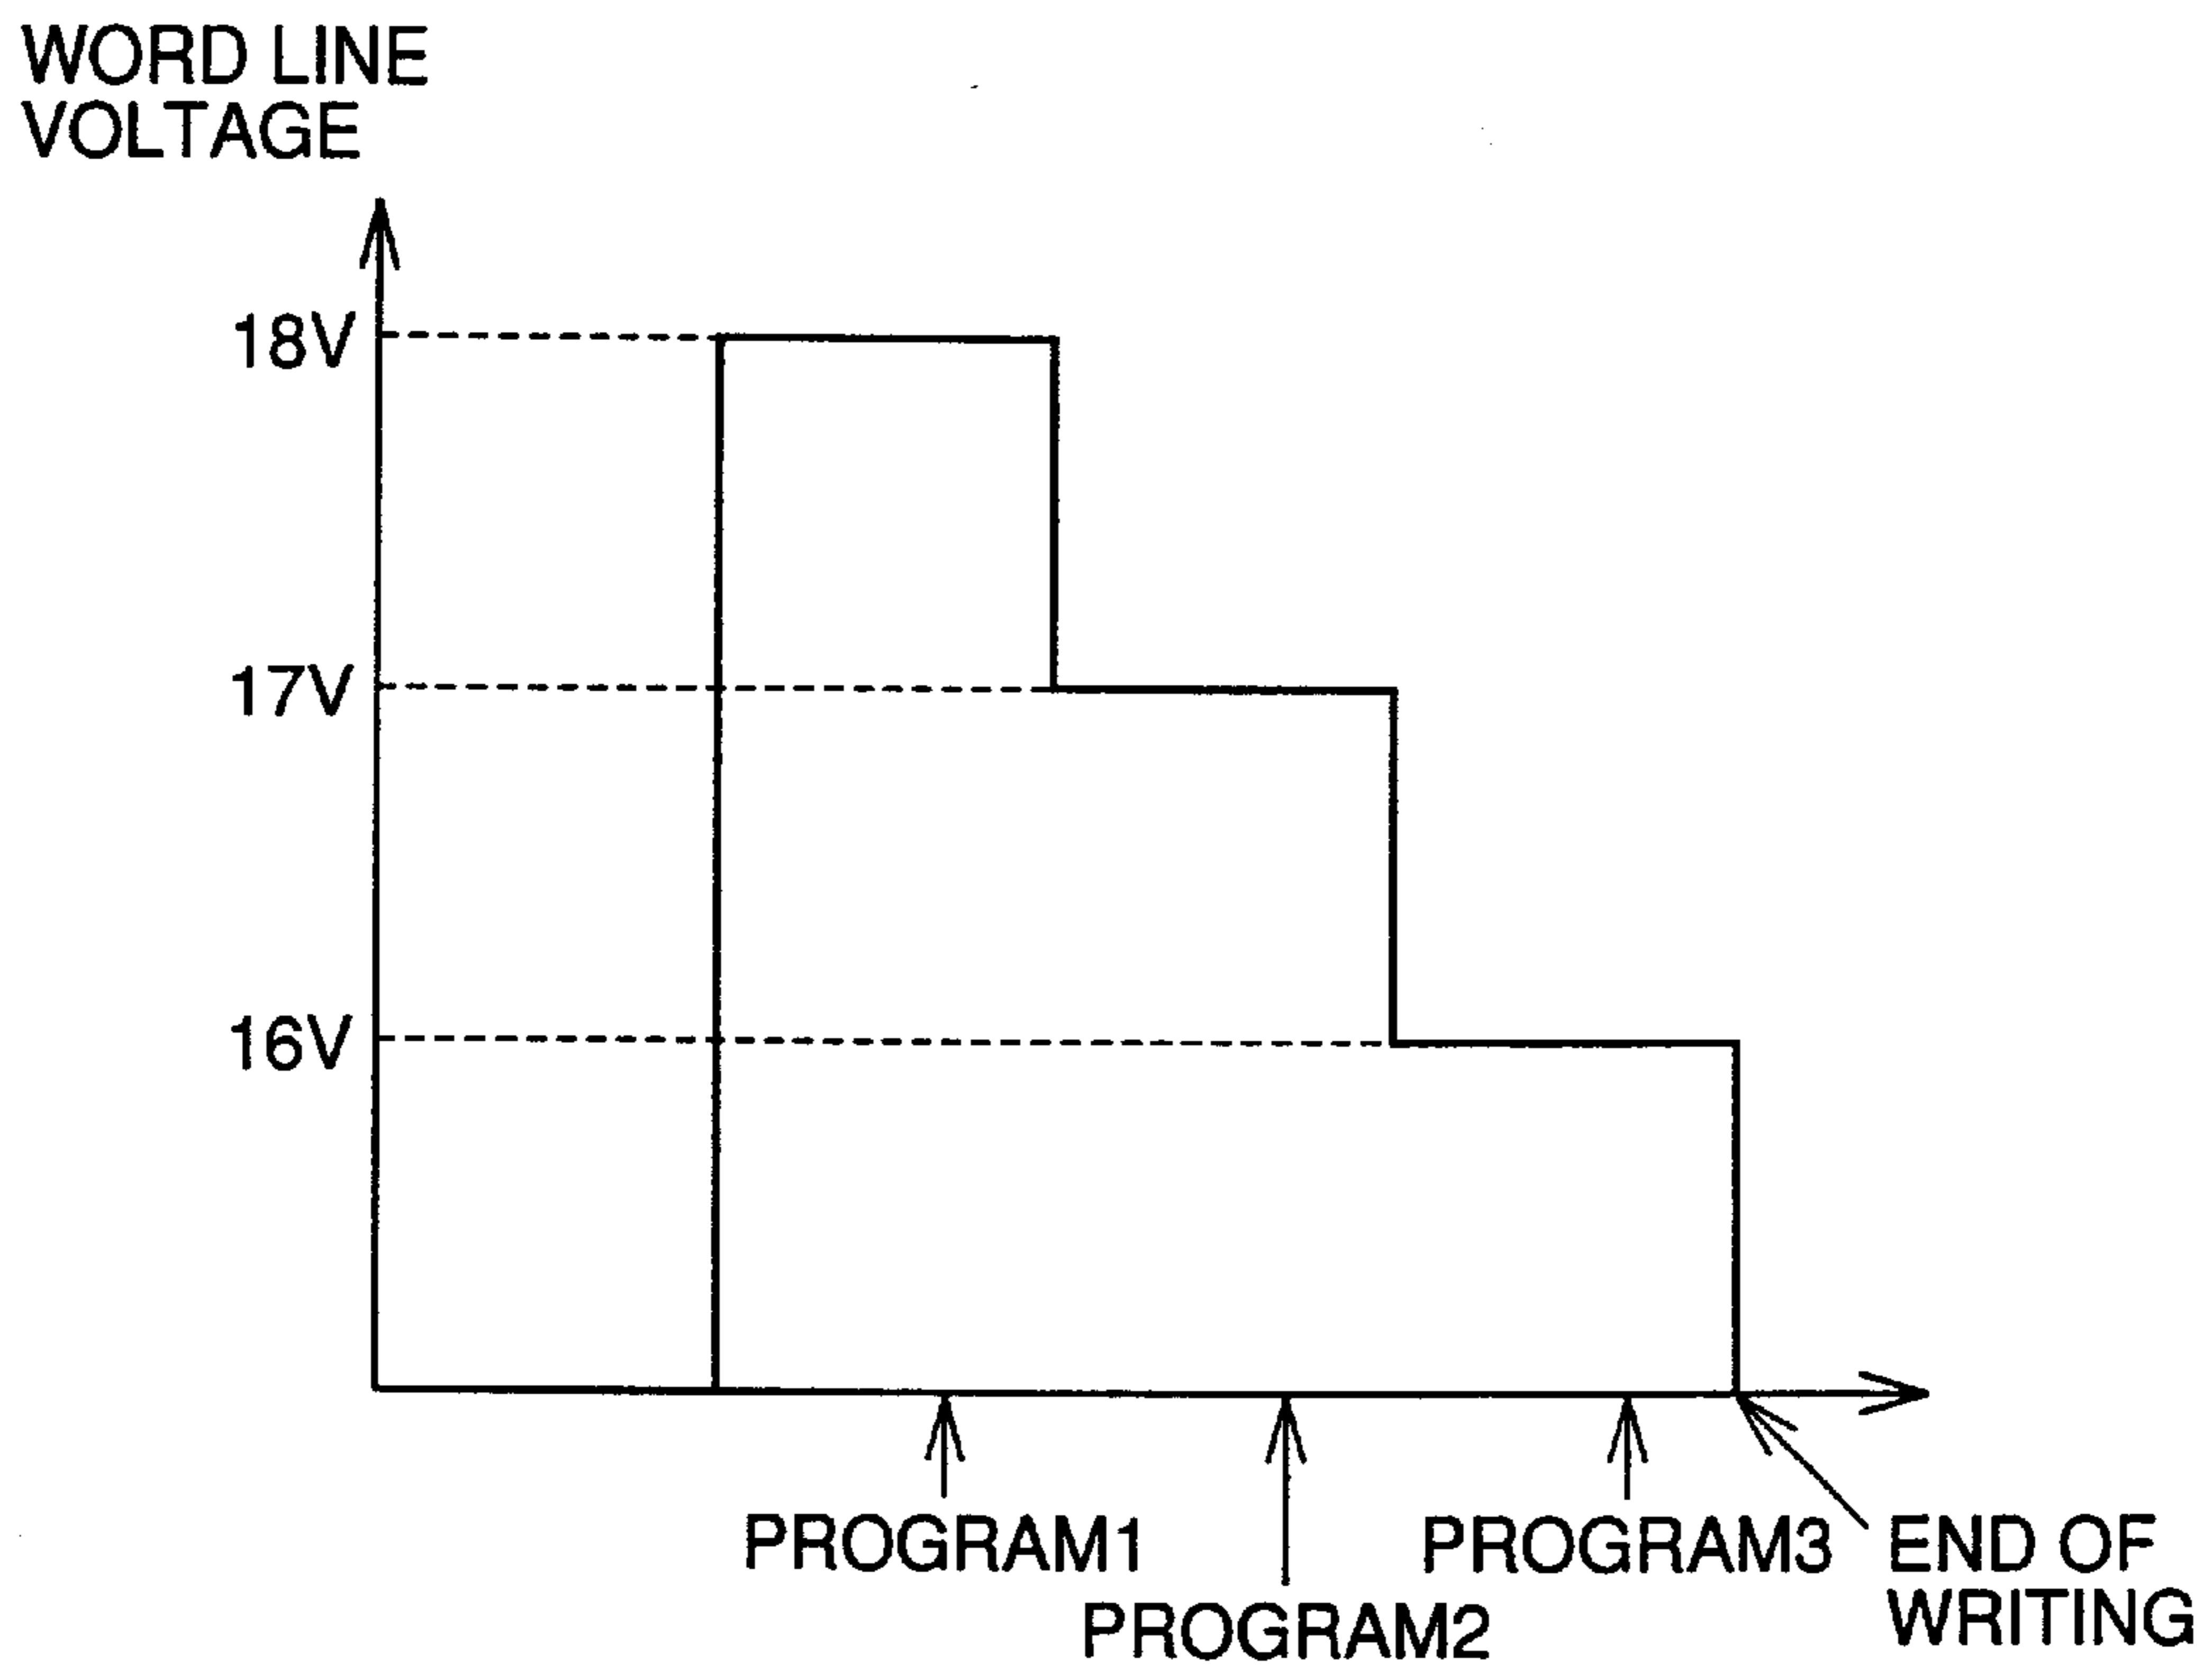 WORD LINE
VOLTAGE
18V
17V
16V
PROGRAM1
PROGRAM2
PROGRAM3
END OF
WRITING